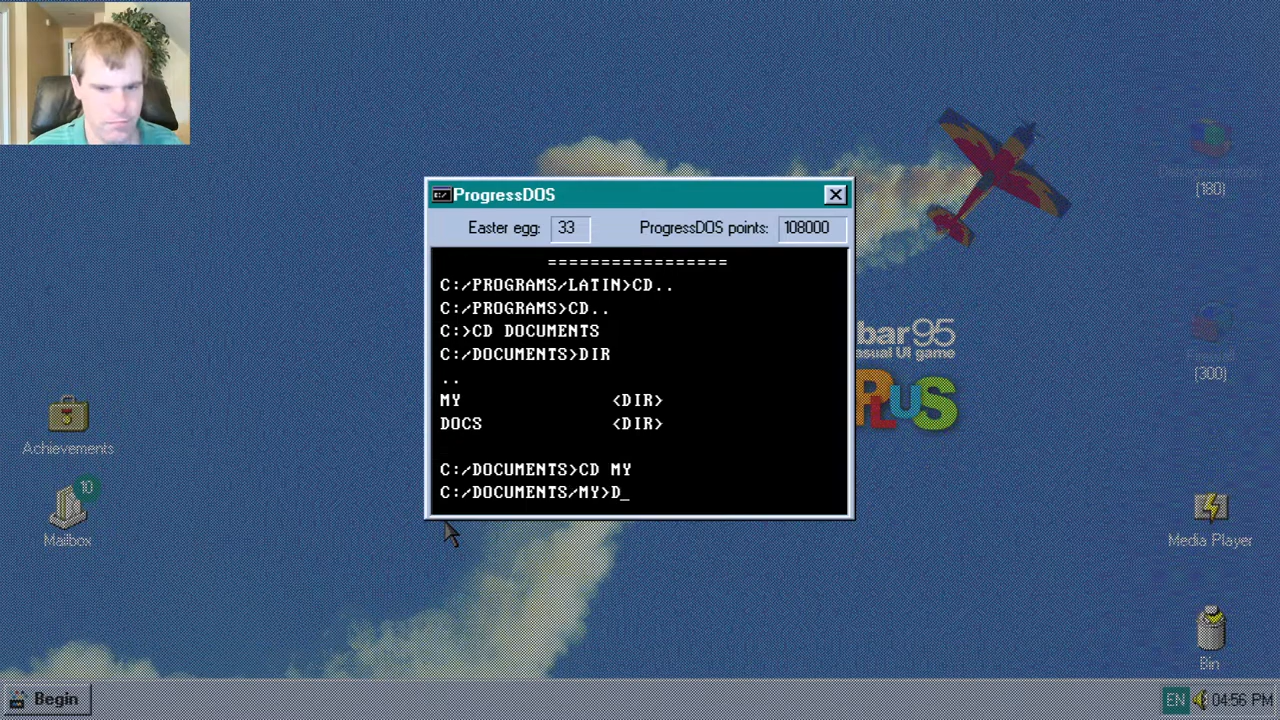 ProgressDOS
Easter egg: 33 ProgressDOS points: 108000
=================
C:/PROGRAMS/LATIN>CD..
C:/PROGRAMS>CD..
C:>CD DOCUMENTS
C:/DOCUMENTS>DIR
..
MY <DIR>
DOCS <DIR>
C:/DOCUMENTS>CD MY
C:/DOCUMENTS/MY>D_
bar95
asual UI game
PLUS
(180)
(300)
Achievements
10
Mailbox
Media Player
Bin
Begin
EN 04:56 PM